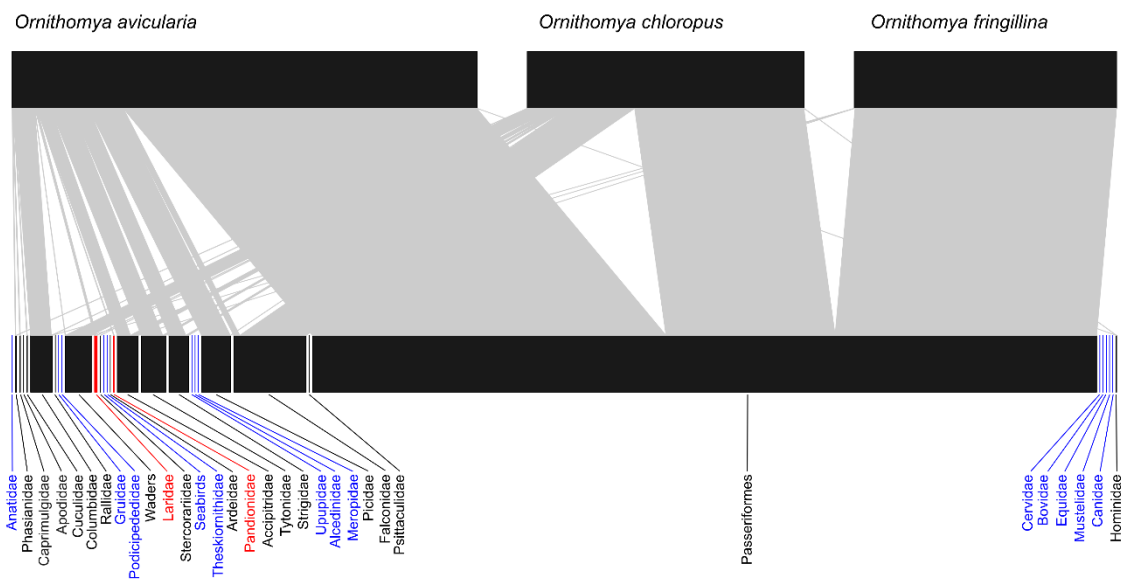 Ornithomya avicularia
Ornithomya chloropus
Ornithomya fringillina
Anatidae
Phasianidae
Caprimulgidae
Apodidae
Cuculidae
Columbidae
Rallidae
Gruidae
Podicipededicae
Waders
Laridae
Stercorariidae
Seabirds
Theskiornithidae
Ardeidae
Pandionidae
Accipitridae
Tytonidae
Strigidae
Upupidae
Alcedinidae
Meropidae
Picidae
Falconidae
Psittaculidae
Passeriformes
Cervidae
Bovidae
Equidae
Mustelidae
Canidae
Hominidae